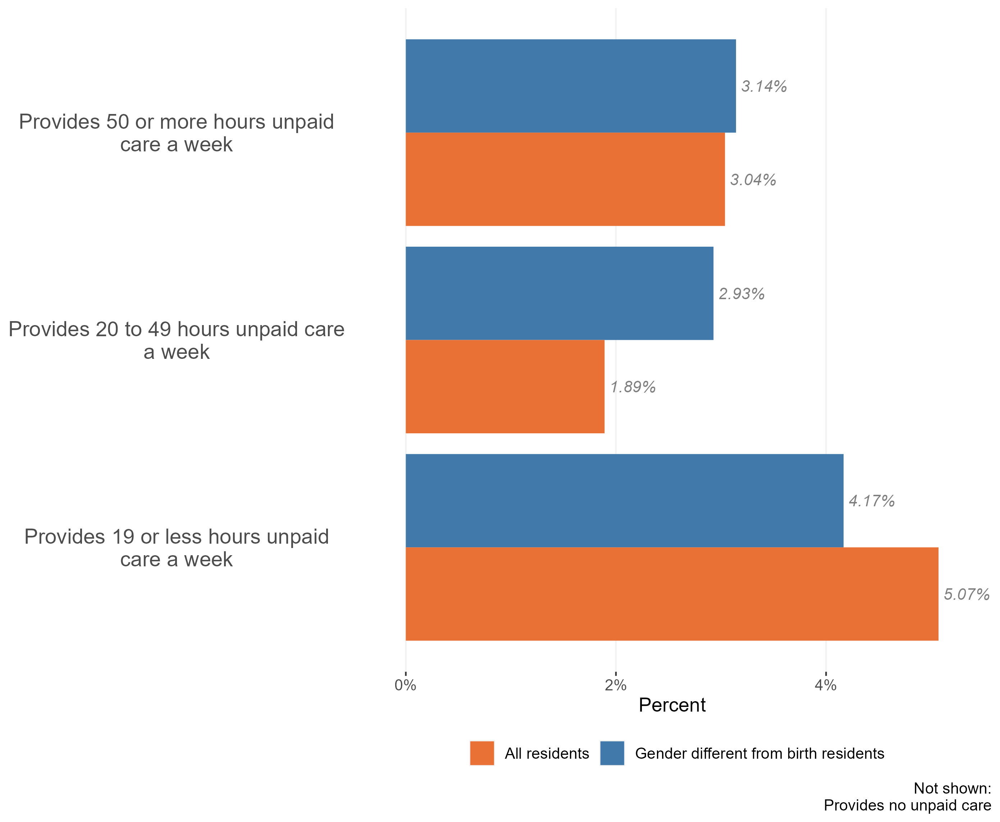 Provides 50 or more hours unpaid
care a week
3.14%
3.04%
Provides 20 to 49 hours unpaid care
a week
2.93%
1.89%
Provides 19 or less hours unpaid
care a week
4.17%
5.07%
0% 2% 4%
Percent
All residents Gender different from birth residents
Not shown:
Provides no unpaid care